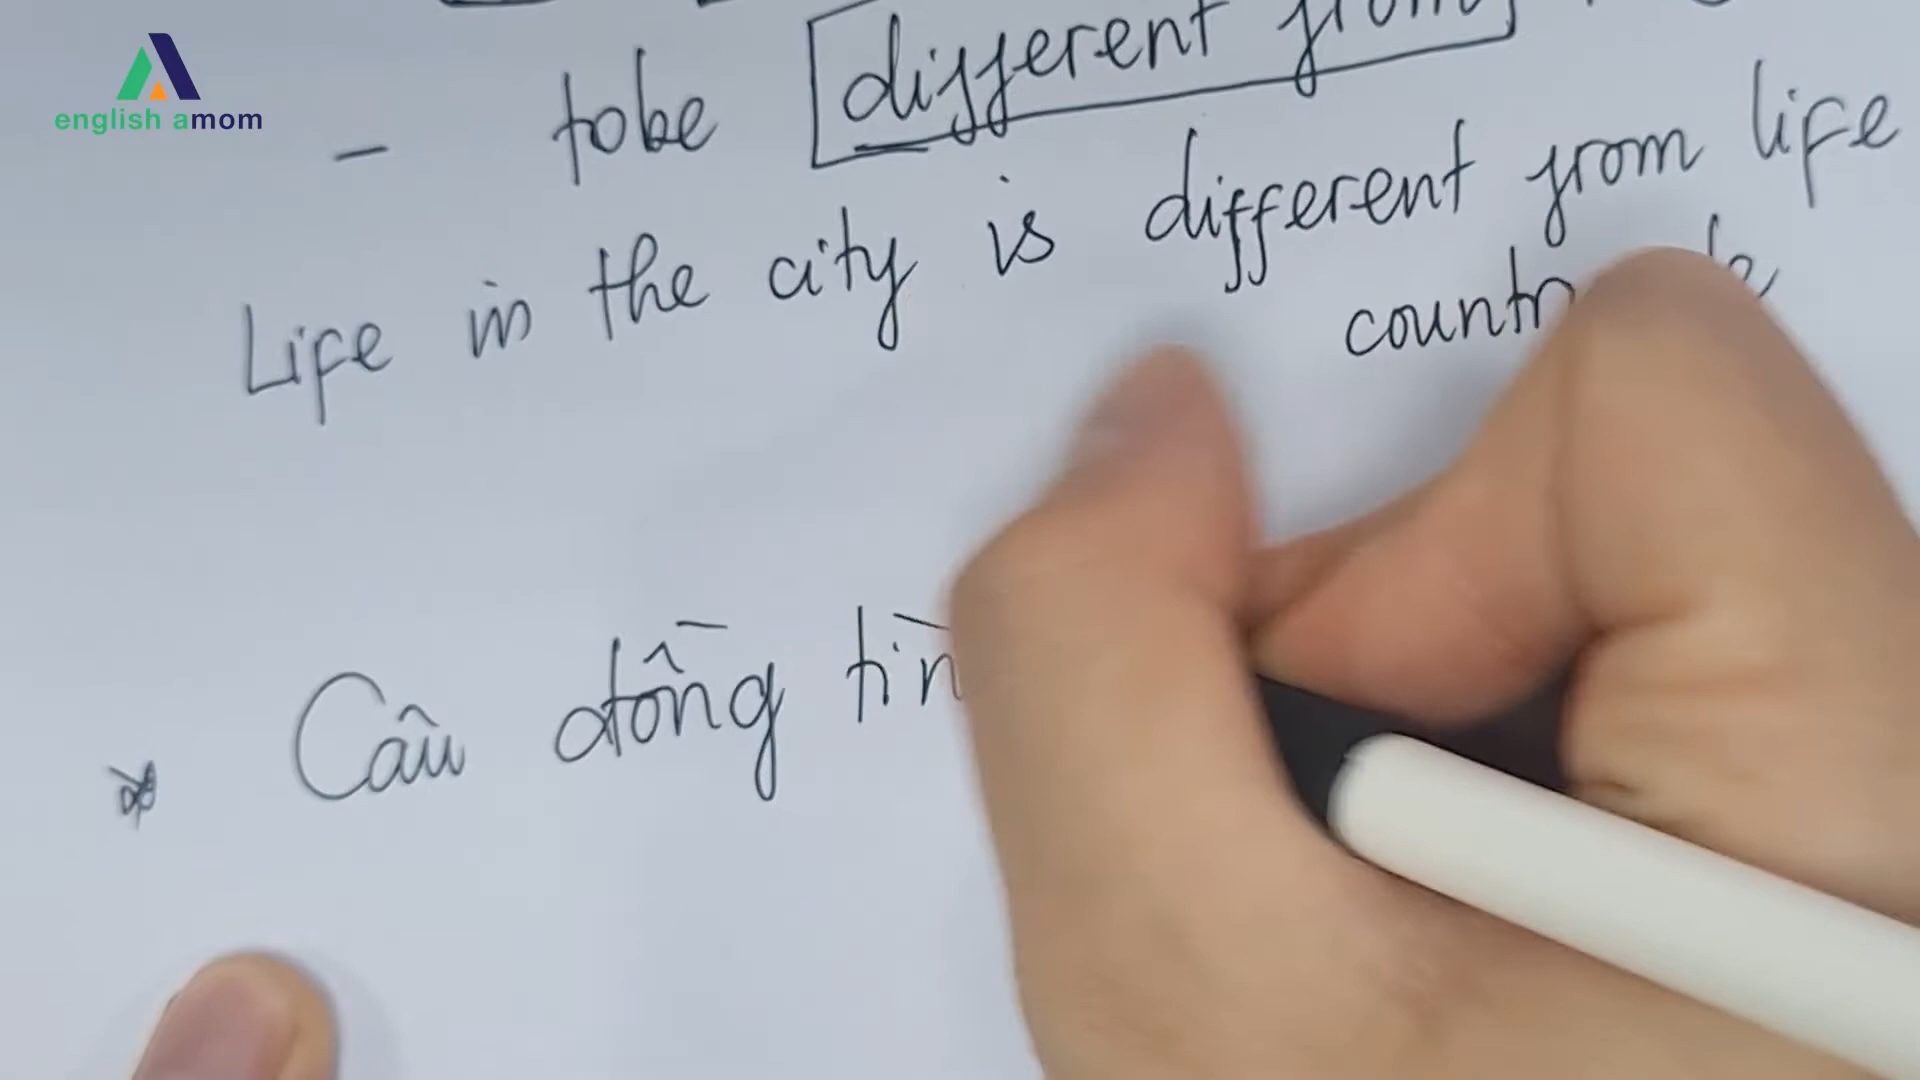 english amom
- tobe different from
Life in the city is different from life
Câu đồng